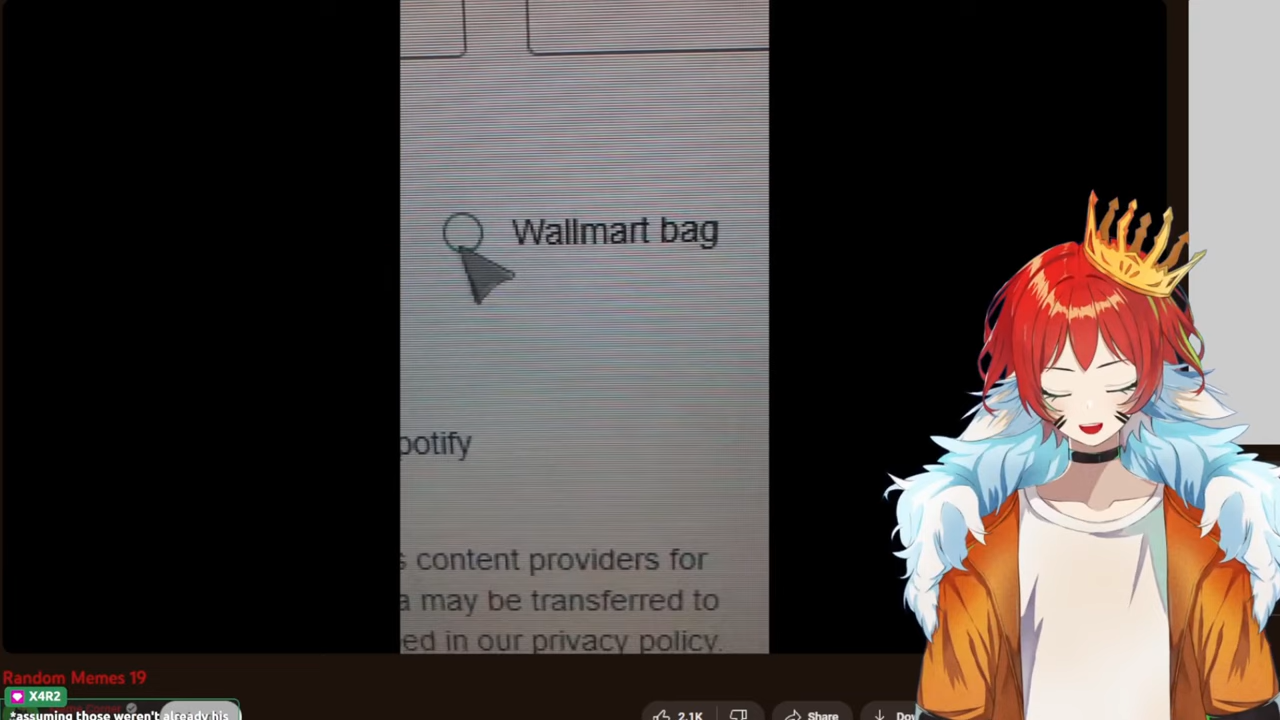 Wallmart bag
potify
content providers for
a may be transferred to
ed in our privacy policy.
Random Memes 19
X4R2
*assuming those weren't already his
2.1K
Share
Dow